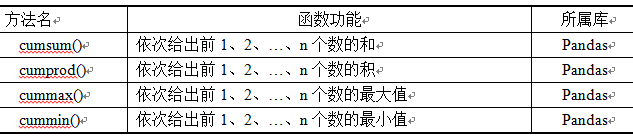 方法名 函数功能 所属库
cumsum() 依次给出前 1、2、…、n 个数的和 Pandas
cumprod() 依次给出前 1、2、…、n 个数的积 Pandas
cummax() 依次给出前 1、2、…、n 个数的最大值 Pandas
cummin() 依次给出前 1、2、…、n 个数的最小值 Pandas